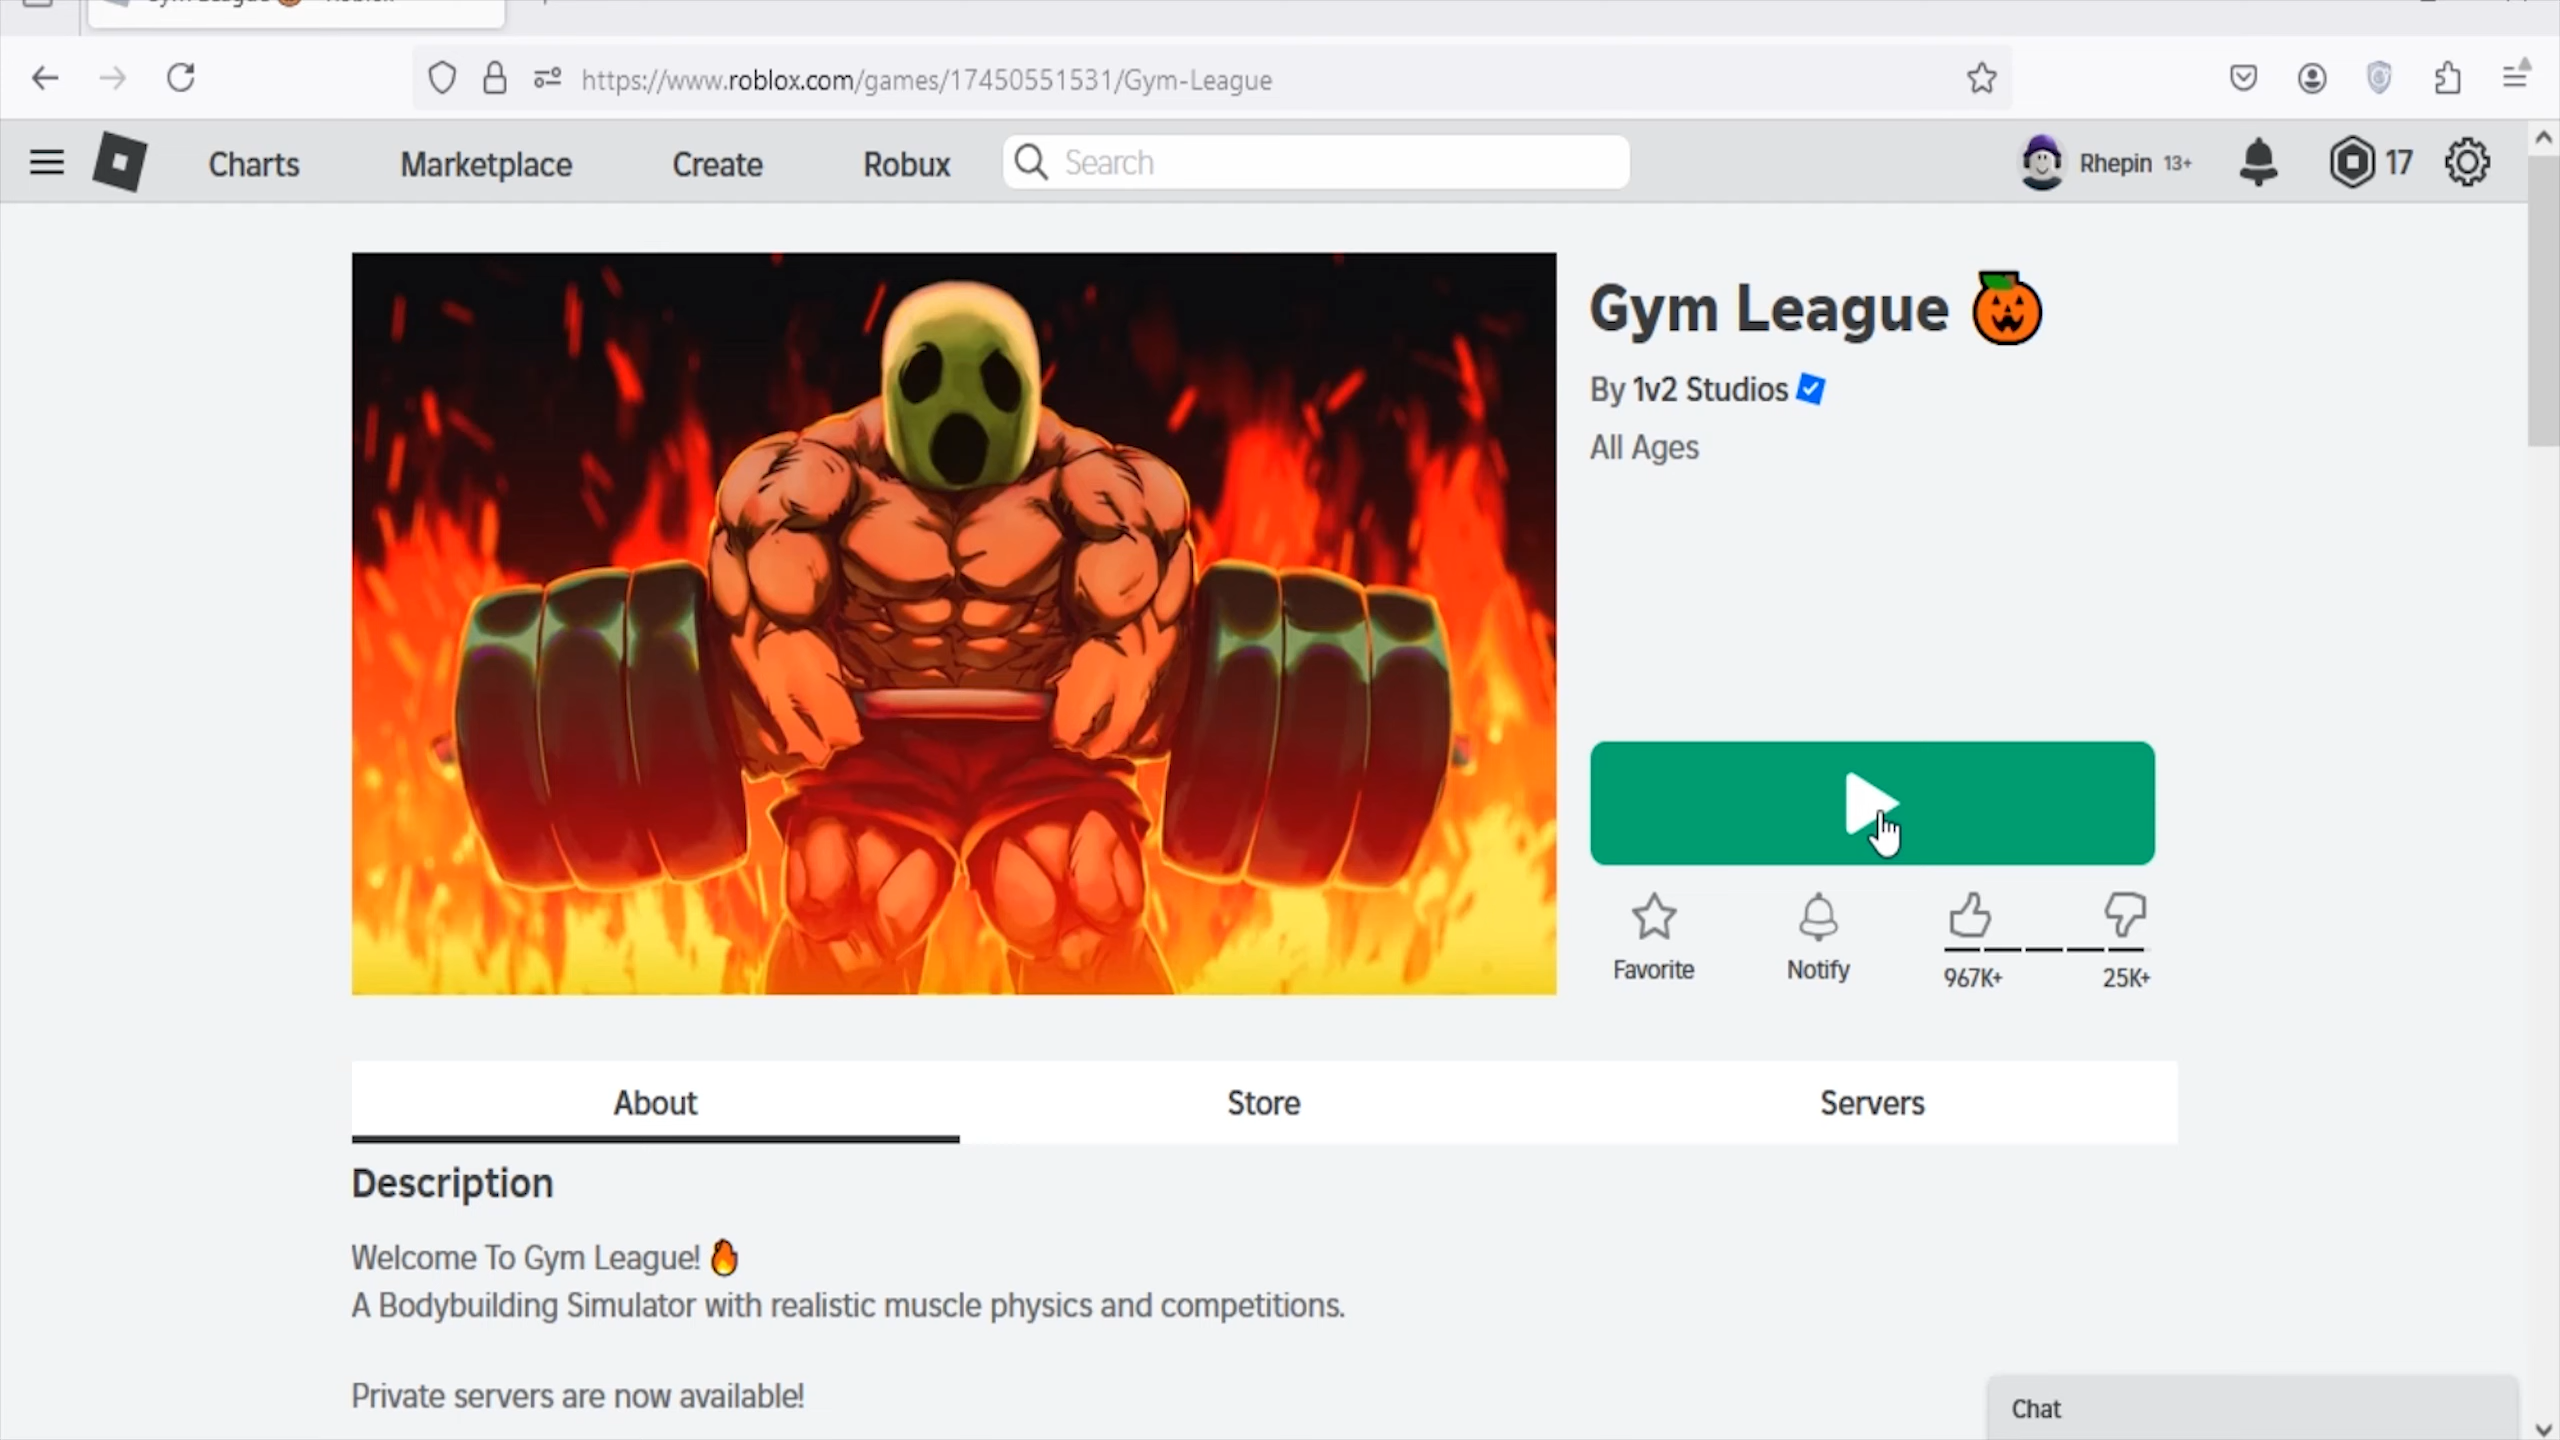 https://www.roblox.com/games/17450551531/Gym-League
Charts
Marketplace
Create
Robux
Search
Rhepin 13+
17
Gym League
By 1v2 Studios
All Ages
Favorite
Notify
967K+
25K+
About
Store
Servers
Description
Welcome To Gym League!
A Bodybuilding Simulator with realistic muscle physics and competitions.
Private servers are now available!
Chat